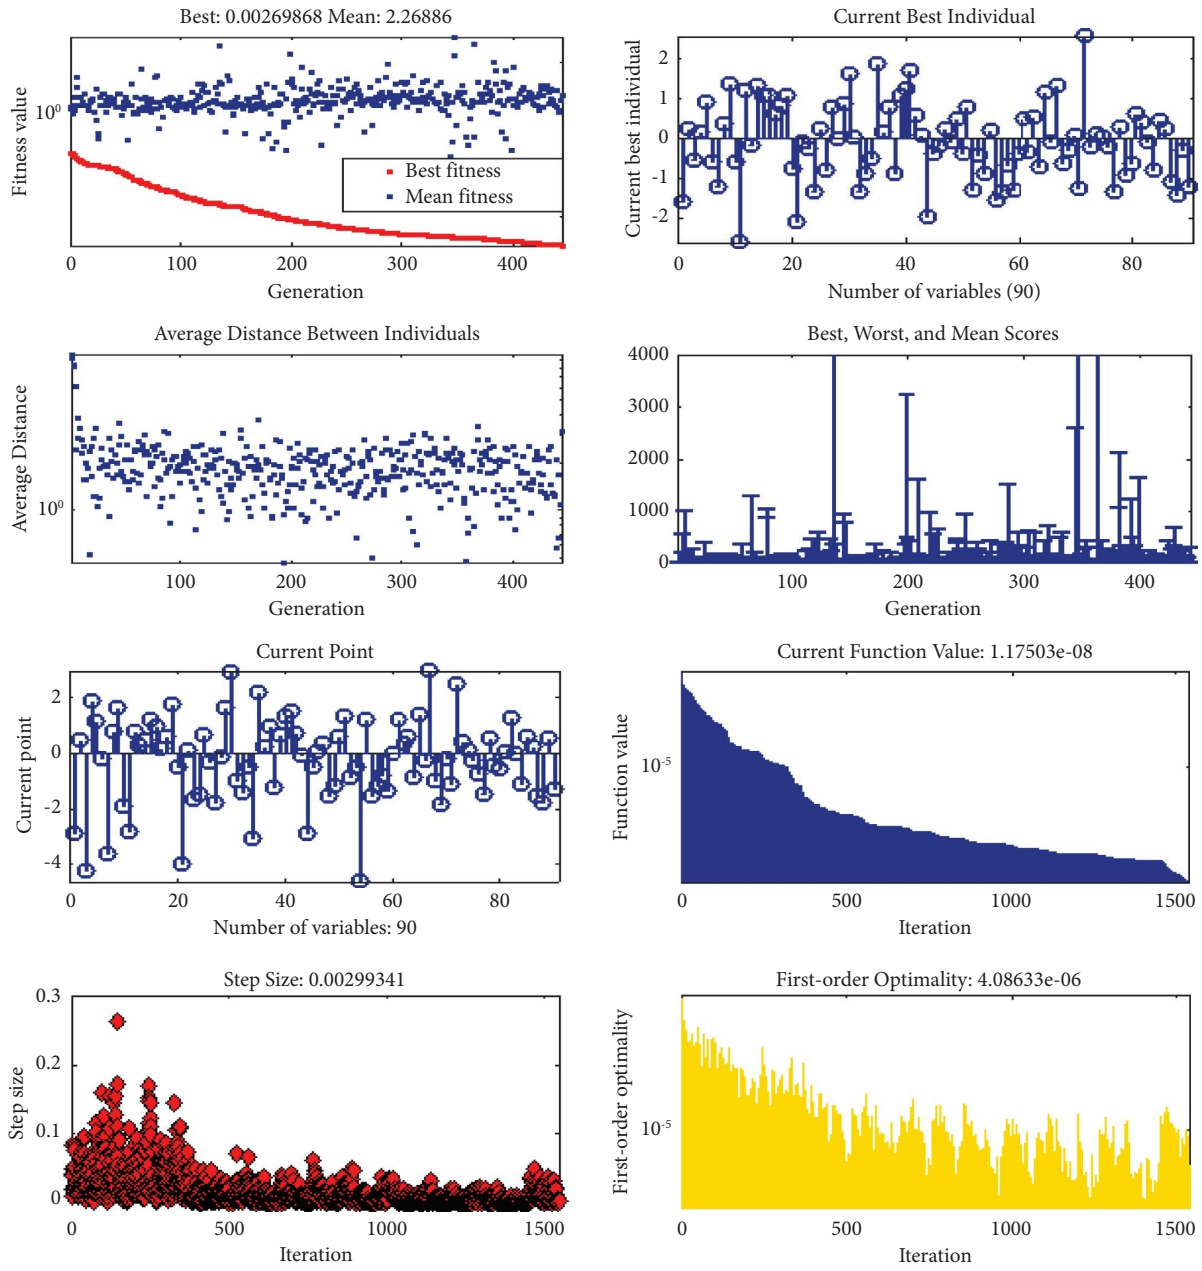 Best: 0.00269868 Mean: 2.26886
Fitness value
10⁰
Best fitness
Mean fitness
0 100 200 300 400
Generation
Current Best Individual
Current best individual
2
1
0
-1
-2
0 20 40 60 80
Number of variables (90)
Average Distance Between Individuals
Average Distance
10⁰
100 200 300 400
Generation
Best, Worst, and Mean Scores
4000
3000
2000
1000
0
100 200 300 400
Generation
Current Point
Current point
2
0
-2
-4
0 20 40 60 80
Number of variables: 90
Current Function Value: 1.17503e-08
Function value
10⁻⁵
0 500 1000 1500
Iteration
Step Size: 0.00299341
Step size
0.3
0.2
0.1
0
0 500 1000 1500
Iteration
First-order Optimality: 4.08633e-06
First-order optimality
10⁻⁵
0 500 1000 1500
Iteration